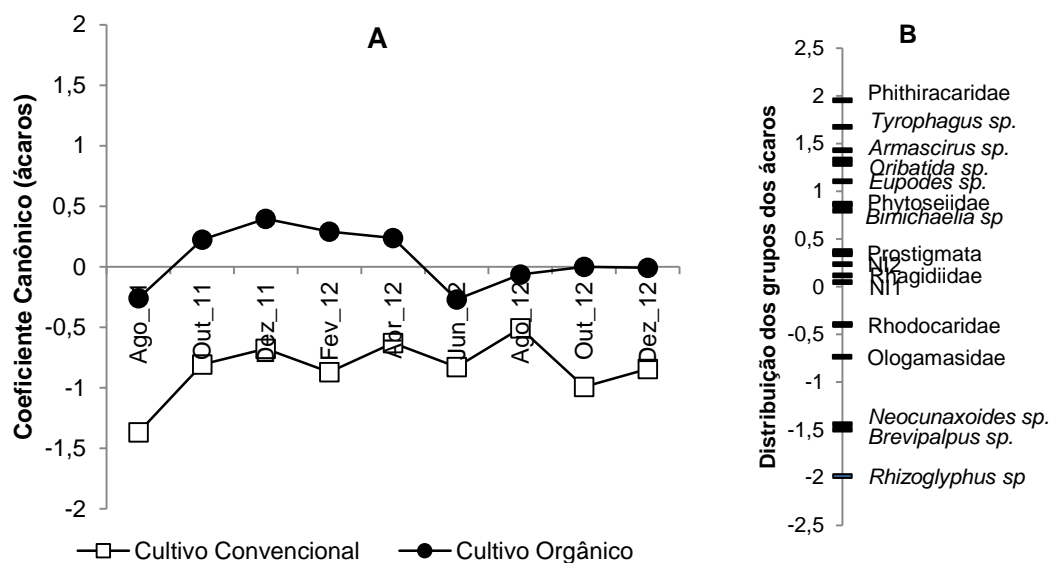 A
Coeficiente Canônico (ácaros)
2
1,5
1
0,5
0
-0,5
-1
-1,5
-2
Ago_11
Out_11
Dez_11
Fev_12
Abr_12
Jun_12
Ago_12
Out_12
Dez_12
Cultivo Convencional
Cultivo Orgânico
B
Distribuição dos grupos dos ácaros
2,5
2
1,5
1
0,5
0
-0,5
-1
-1,5
-2
-2,5
Phithiracaridae
Tyrophagus sp.
Armascirus sp.
Oribatida sp.
Eupodes sp.
Phytoseiidae
Bimichaelia sp
Prostigmata
NI2
Rhagidiidae
NI1
Rhodocaridae
Ologamasidae
Neocunaxoides sp.
Brevipalpus sp.
Rhizoglyphus sp